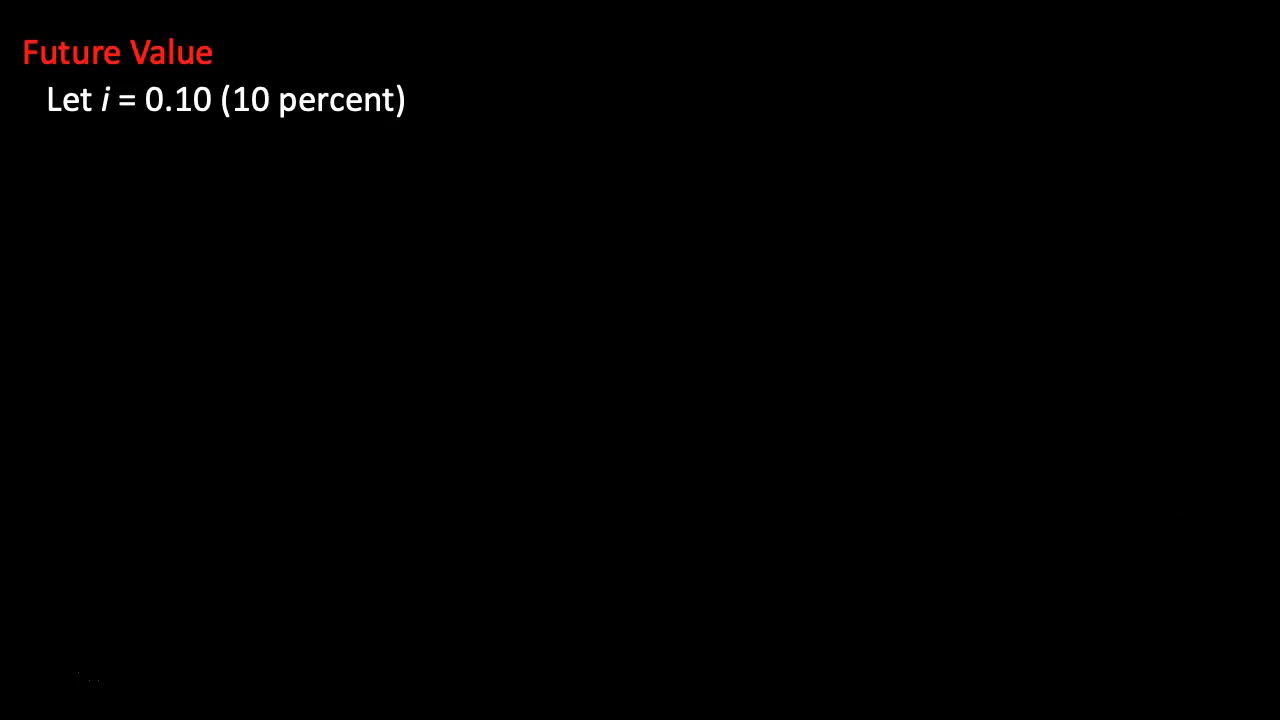 Future Value
Let i = 0.10 (10 percent)